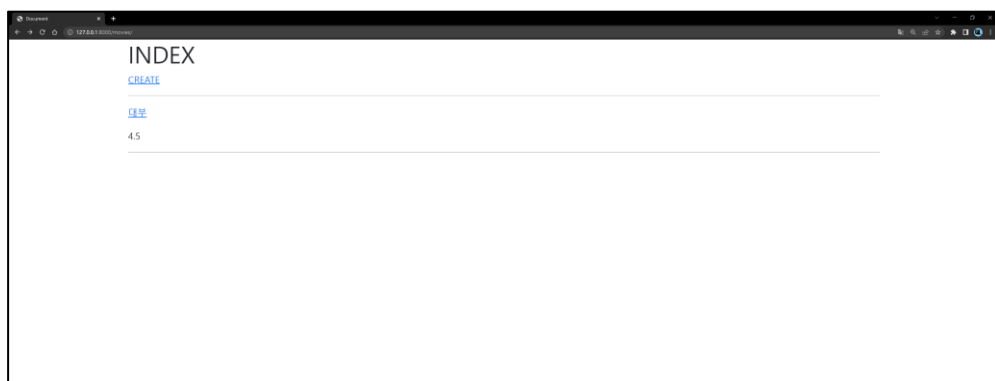 Document
127.0.0.1:8000/movies/
INDEX
CREATE
대부
4.5